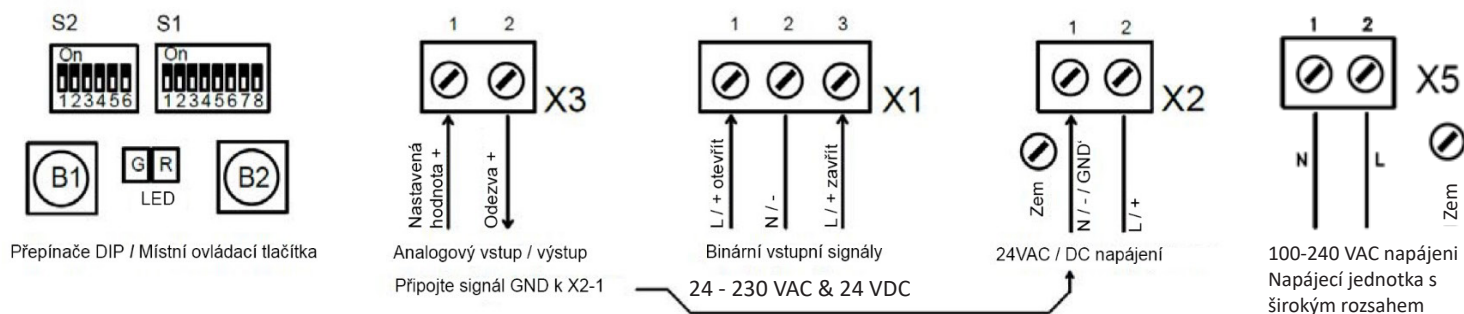 S2
S1
On
123456
On
12345678
B1
G R
LED
B2
Přepínače DIP / Místní ovládací tlačítka
1 2
X3
Nastavená
hodnota +
Odezva +
Analogový vstup / výstup
Připojte signál GND k X2-1
1 2 3
X1
L / + otevřít
N / -
L / + zavřít
Binární vstupní signály
24 - 230 VAC & 24 VDC
1 2
X2
Zem
N / - / GND'
L / +
24VAC / DC napájení
1 2
X5
N
L
Zem
100-240 VAC napájeni
Napájecí jednotka s
širokým rozsahem